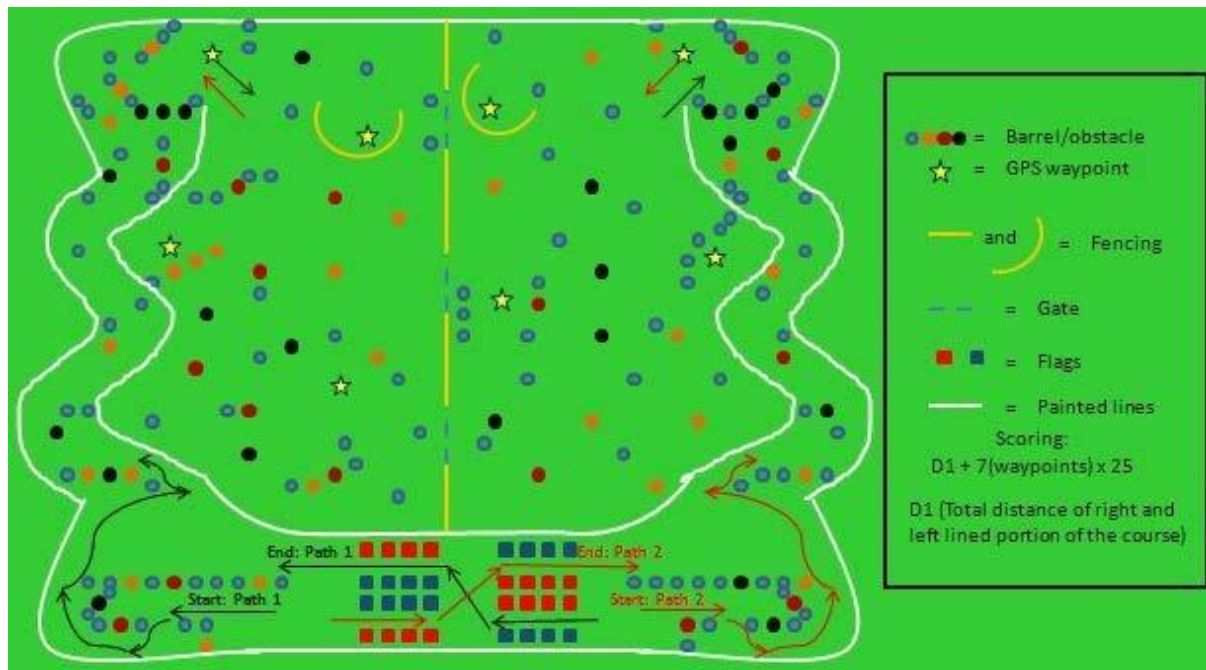 End: Path 1
End: Path 2
Start: Path 1
Start: Path 2
= Barrel/obstacle
= GPS waypoint
and = Fencing
= Gate
= Flags
= Painted lines
Scoring:
D1 + 7(waypoints) x 25
D1 (Total distance of right and
left lined portion of the course)